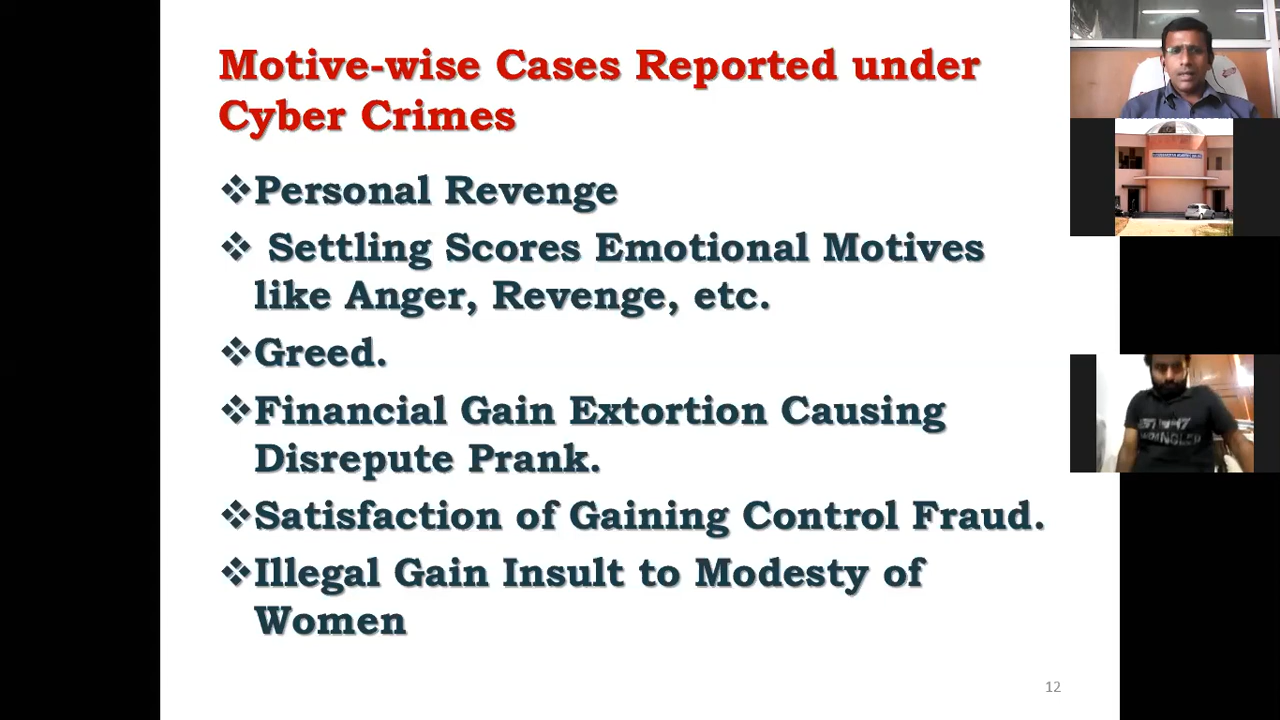 Motive-wise Cases Reported under
Cyber Crimes
❖Personal Revenge
❖ Settling Scores Emotional Motives
like Anger, Revenge, etc.
❖Greed.
❖Financial Gain Extortion Causing
Disrepute Prank.
❖Satisfaction of Gaining Control Fraud.
❖Illegal Gain Insult to Modesty of
Women
12